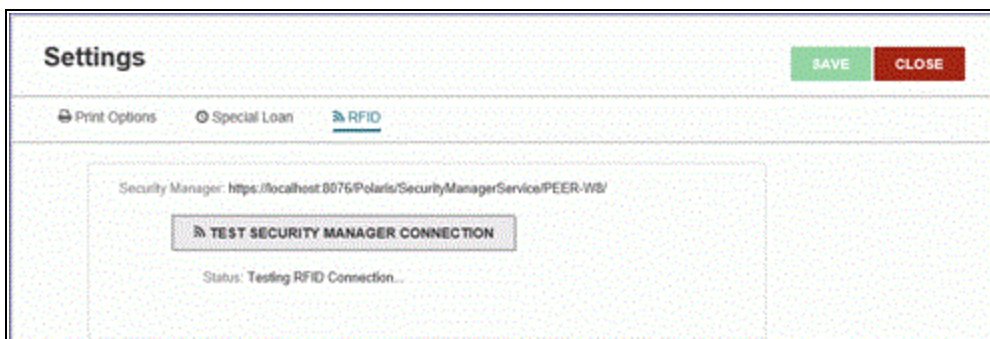 Settings
SAVE
CLOSE
Print Options
Special Loan
RFID
Security Manager: https://localhost:8076/Polaris/SecurityManagerService/PEER-W8/
TEST SECURITY MANAGER CONNECTION
Status: Testing RFID Connection...